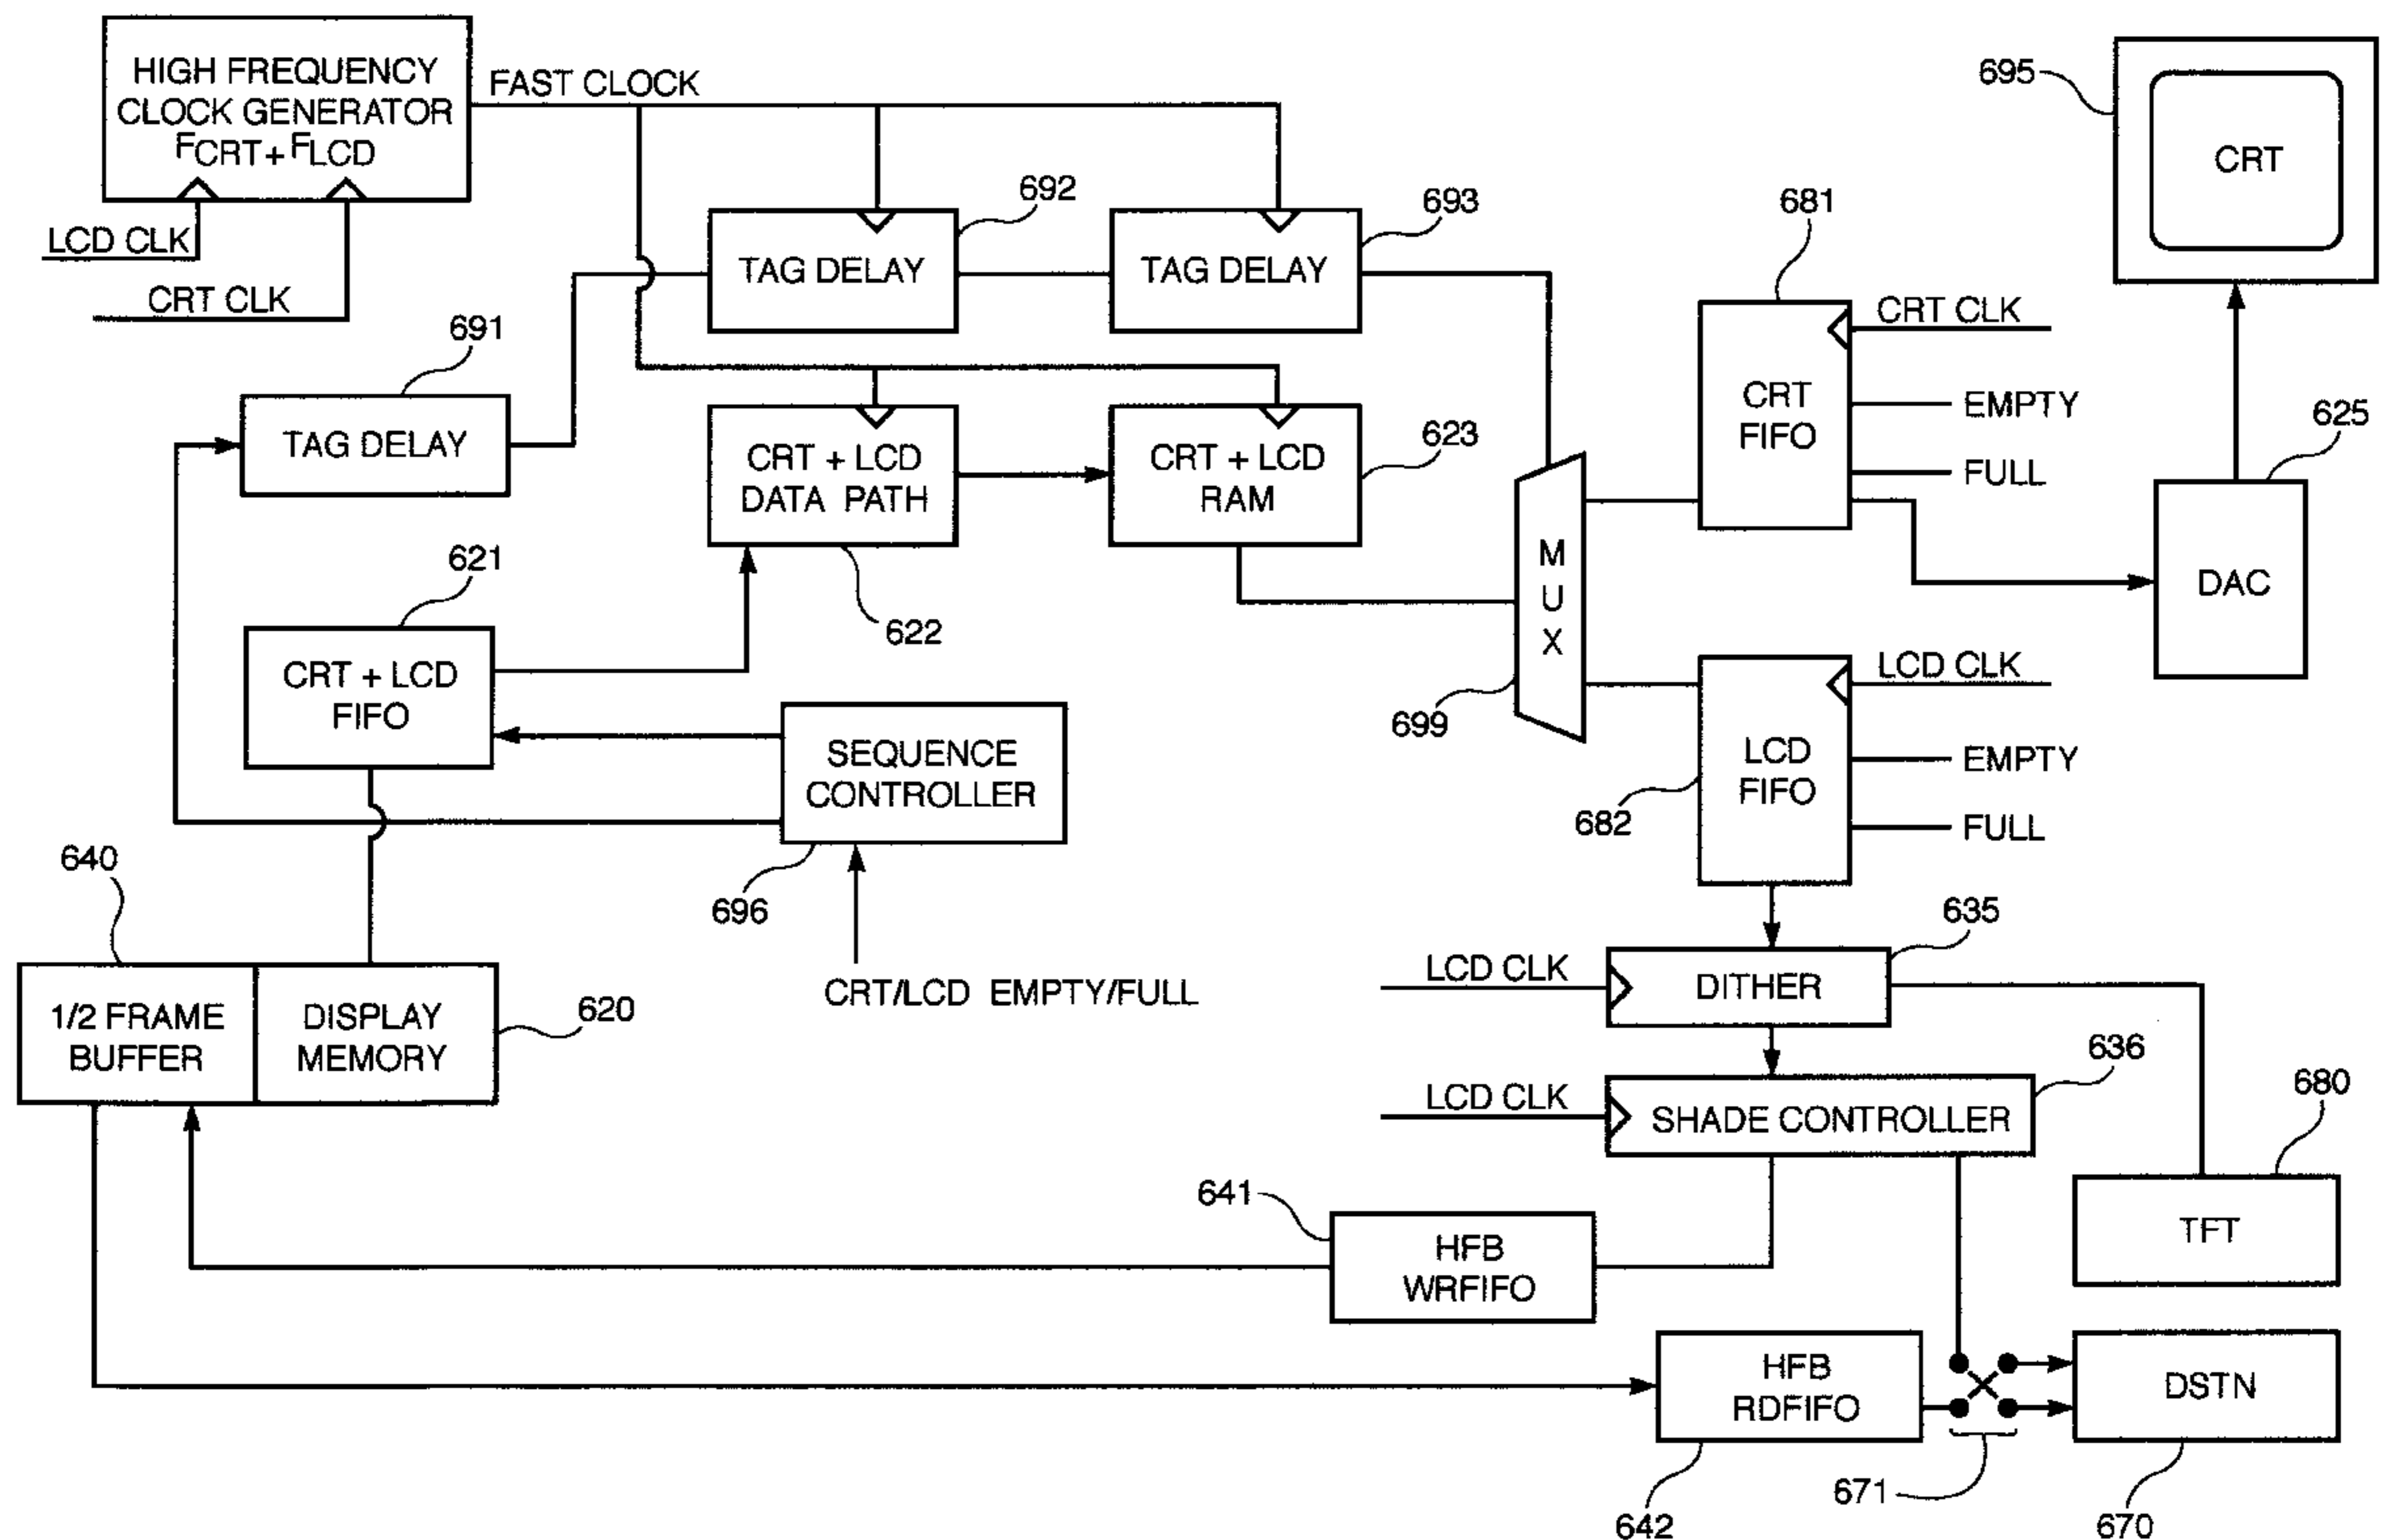 HIGH FREQUENCY
CLOCK GENERATOR
FCRT + FLCD
FAST CLOCK
LCD CLK
CRT CLK
695
CRT
692
TAG DELAY
693
TAG DELAY
681
CRT CLK
CRT
FIFO
EMPTY
FULL
625
DAC
691
TAG DELAY
CRT + LCD
DATA PATH
622
CRT + LCD
RAM
623
M
U
X
699
621
CRT + LCD
FIFO
SEQUENCE
CONTROLLER
696
CRT/LCD EMPTY/FULL
LCD CLK
LCD
FIFO
EMPTY
FULL
682
640
1/2 FRAME
BUFFER
DISPLAY
MEMORY
620
635
LCD CLK
DITHER
636
LCD CLK
SHADE CONTROLLER
680
TFT
641
HFB
WRFIFO
HFB
RDFIFO
642
671
DSTN
670